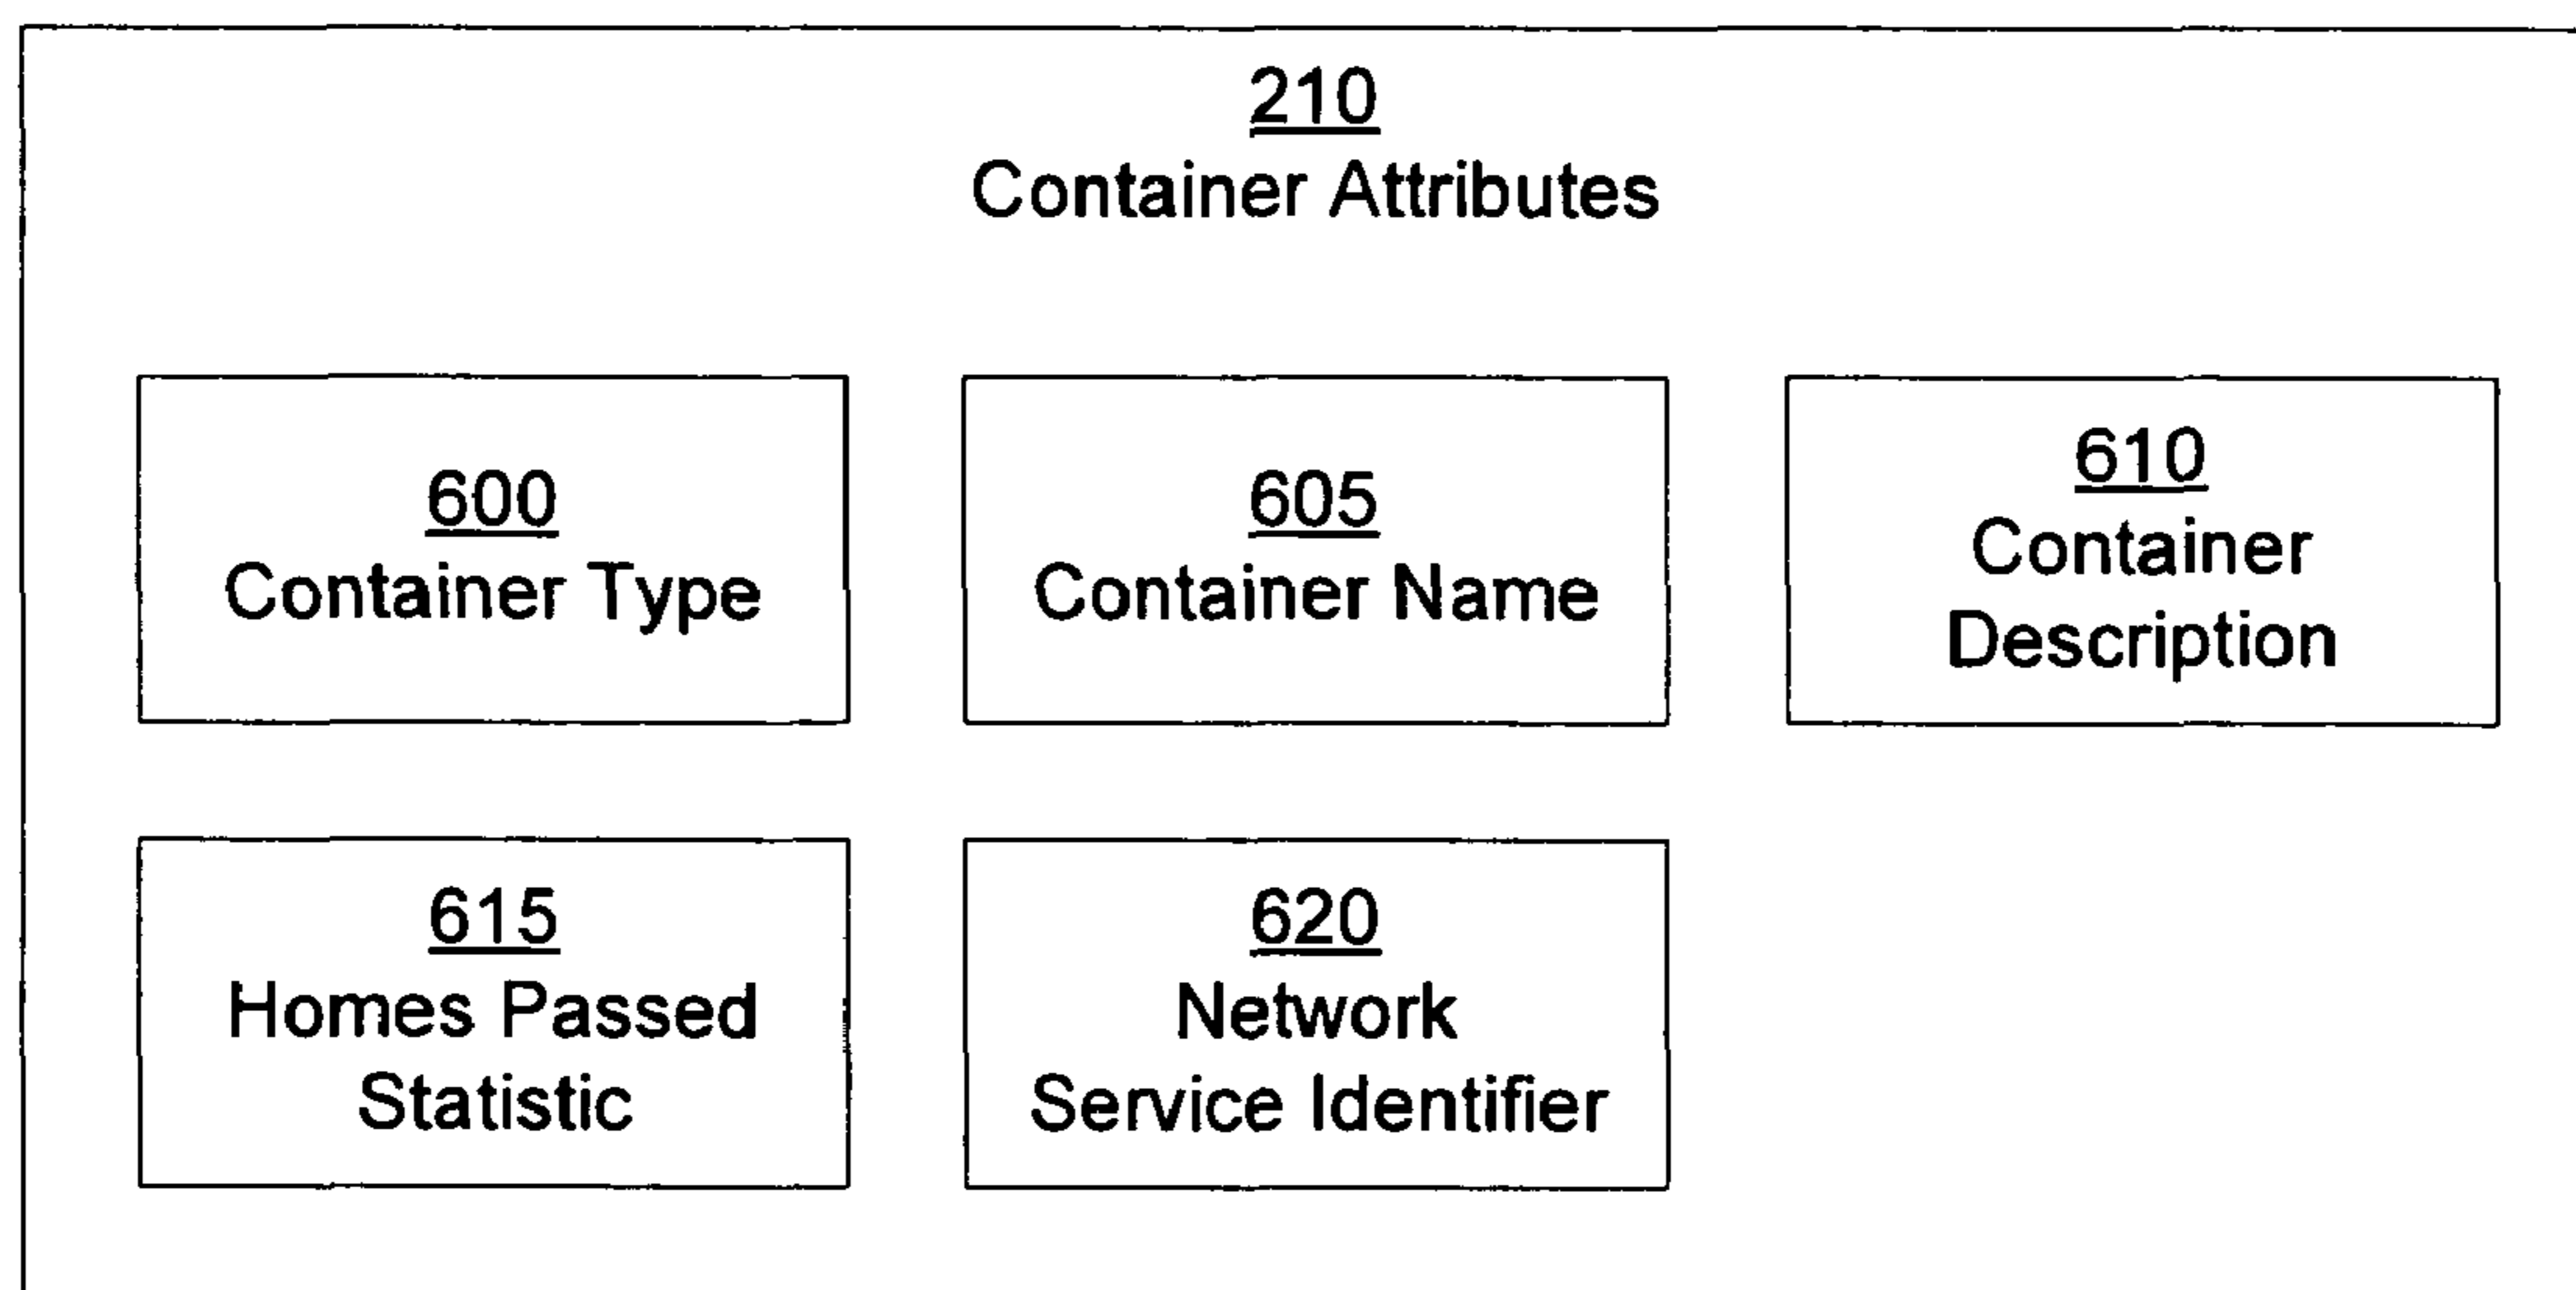 210
Container Attributes
600
Container Type
605
Container Name
610
Container
Description
615
Homes Passed
Statistic
620
Network
Service Identifier